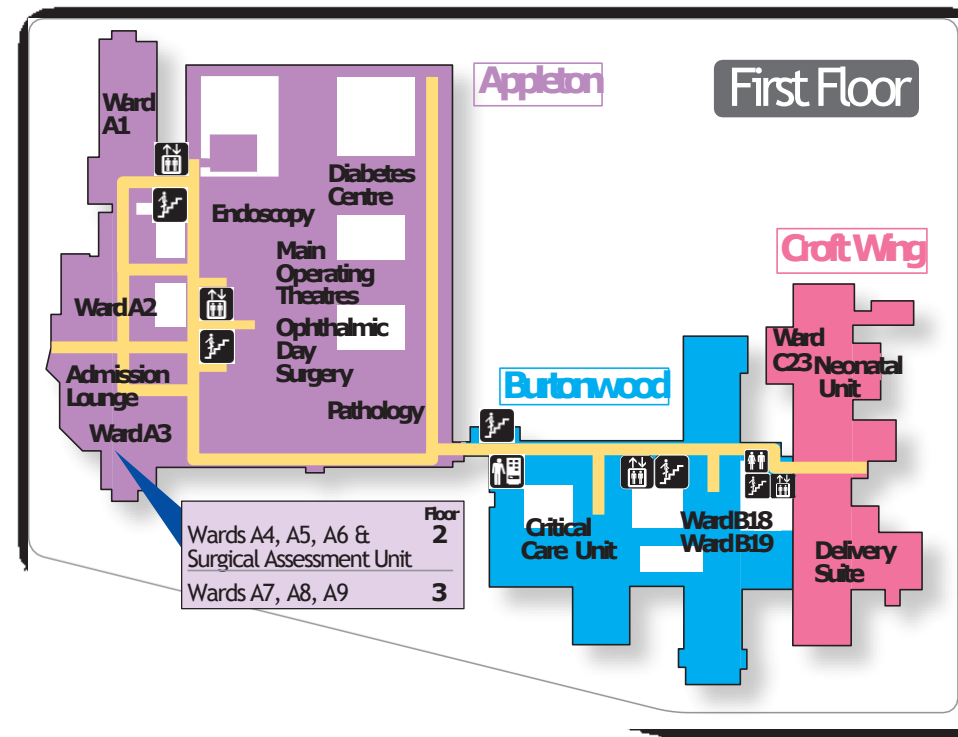 Appleton
First Floor
Ward
A1
Diabetes
Centre
Endoscopy
Main
Operating
Theatres
Ward A2
Ophthalmic
Day
Surgery
Admission
Lounge
Pathology
Ward A3
Croft Wing
Ward
C23
Neonatal
Unit
Burtonwood
Critical
Care Unit
Ward B18
Ward B19
Delivery
Suite
Floor
Wards A4, A5, A6 & 2
Surgical Assessment Unit
Wards A7, A8, A9 3